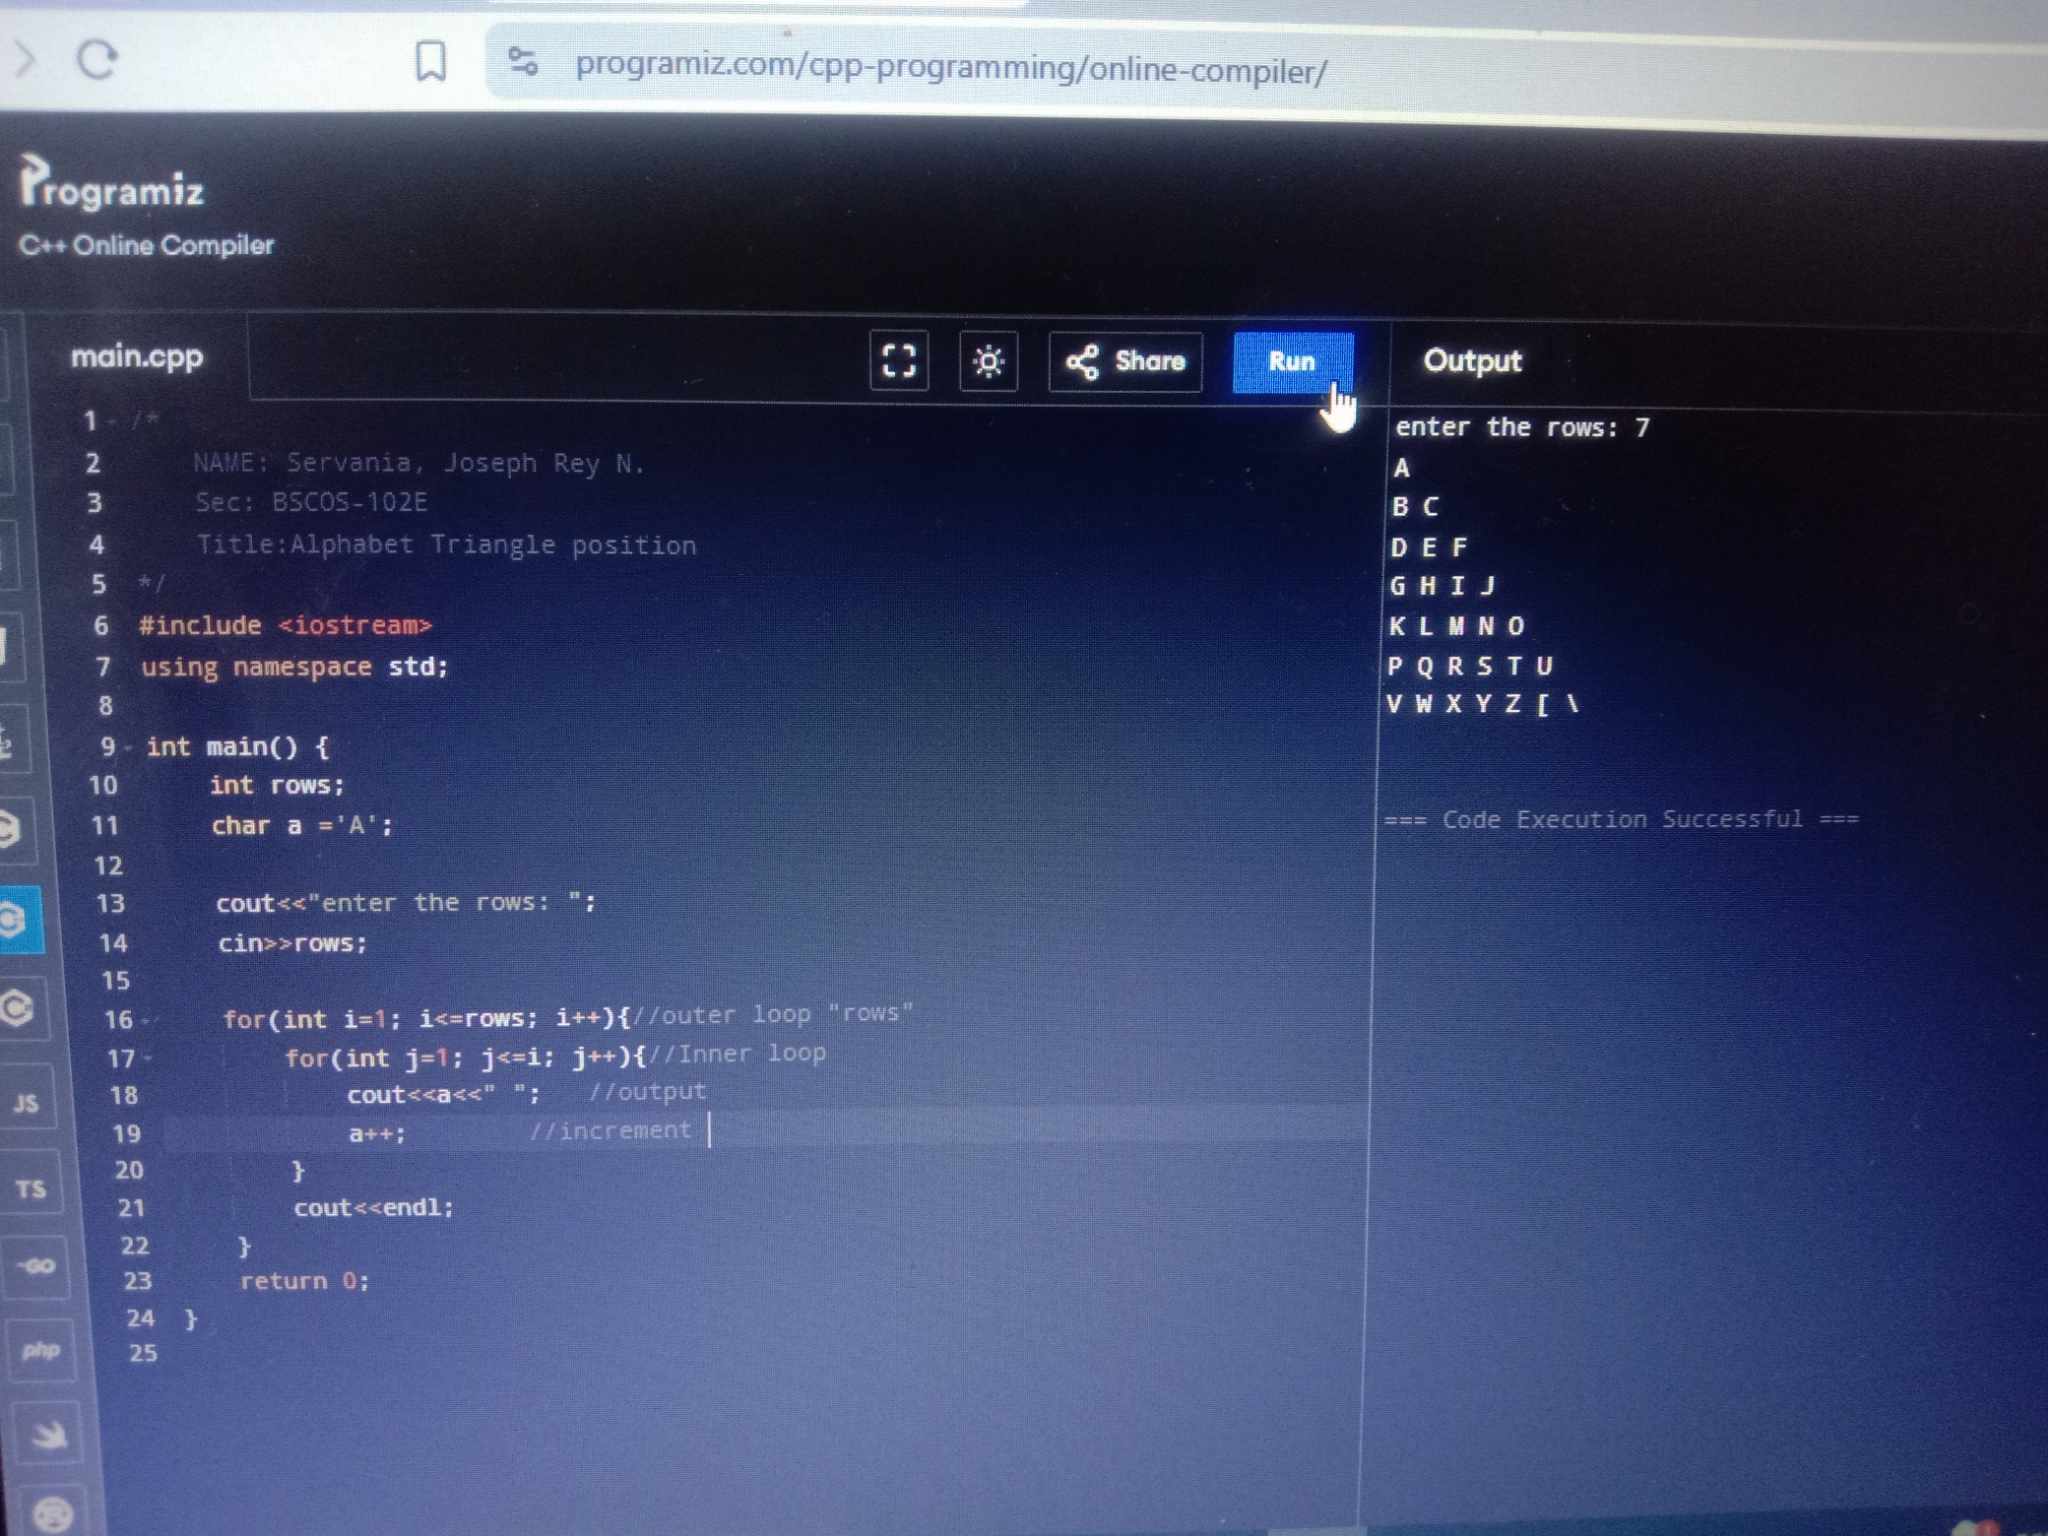 programiz.com/cpp-programming/online-compiler/
Programiz
C++ Online Compiler
main.cpp
Share
Run
Output
1 /*
2 NAME: Servania, Joseph Rey N.
3 Sec: BSCOS-102E
4 Title:Alphabet Triangle position
5 */
6 #include <iostream>
7 using namespace std;
8
9 int main() {
10 int rows;
11 char a ='A';
12
13 cout<<"enter the rows: ";
14 cin>>rows;
15
16 for(int i=1; i<=rows; i++){//outer loop "rows"
17 for(int j=1; j<=i; j++){//Inner loop
18 cout<<a<<" "; //output
19 a++; //increment
20 }
21 cout<<endl;
22 }
23 return 0;
24 }
25
enter the rows: 7
A
B C
D E F
G H I J
K L M N O
P Q R S T U
V W X Y Z [ \
=== Code Execution Successful ===
JS
TS
GO
php